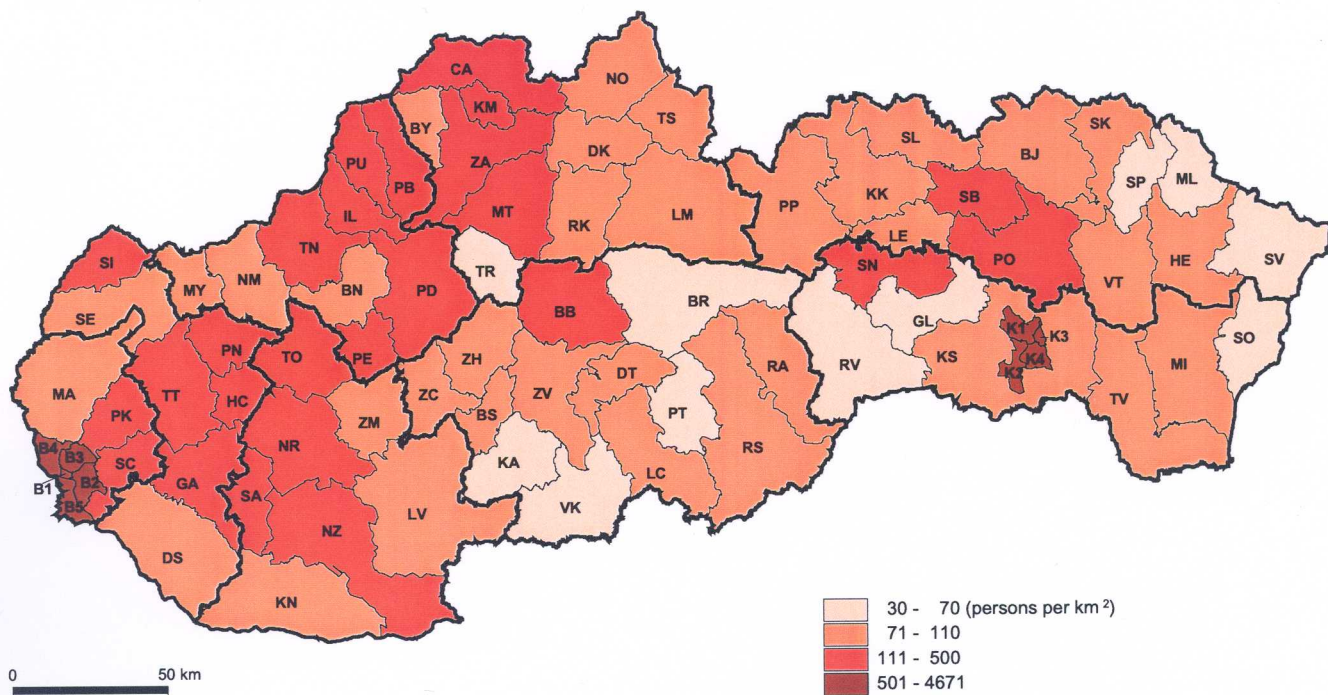 CA
NO
KM
BY
TS
DK
SL
SK
BJ
PU
ZA
PB
SP
ML
KK
PP
SB
IL
MT
RK
LM
LE
TN
TR
SN
PO
SI
HE
SV
MY
NM
BN
PD
VT
BR
BB
GL
SE
K1
K3
SO
PN
TO
PE
ZH
KS
K4
RV
MI
K2
DT
RA
MA
TT
HC
ZC
ZV
PK
BS
PT
TV
ZM
NR
RS
B4
B3
SC
KA
LC
B1
B2
GA
SA
B5
VK
LV
NZ
DS
KN
30 - 70 (persons per km²)
71 - 110
111 - 500
501 - 4671
0 50 km